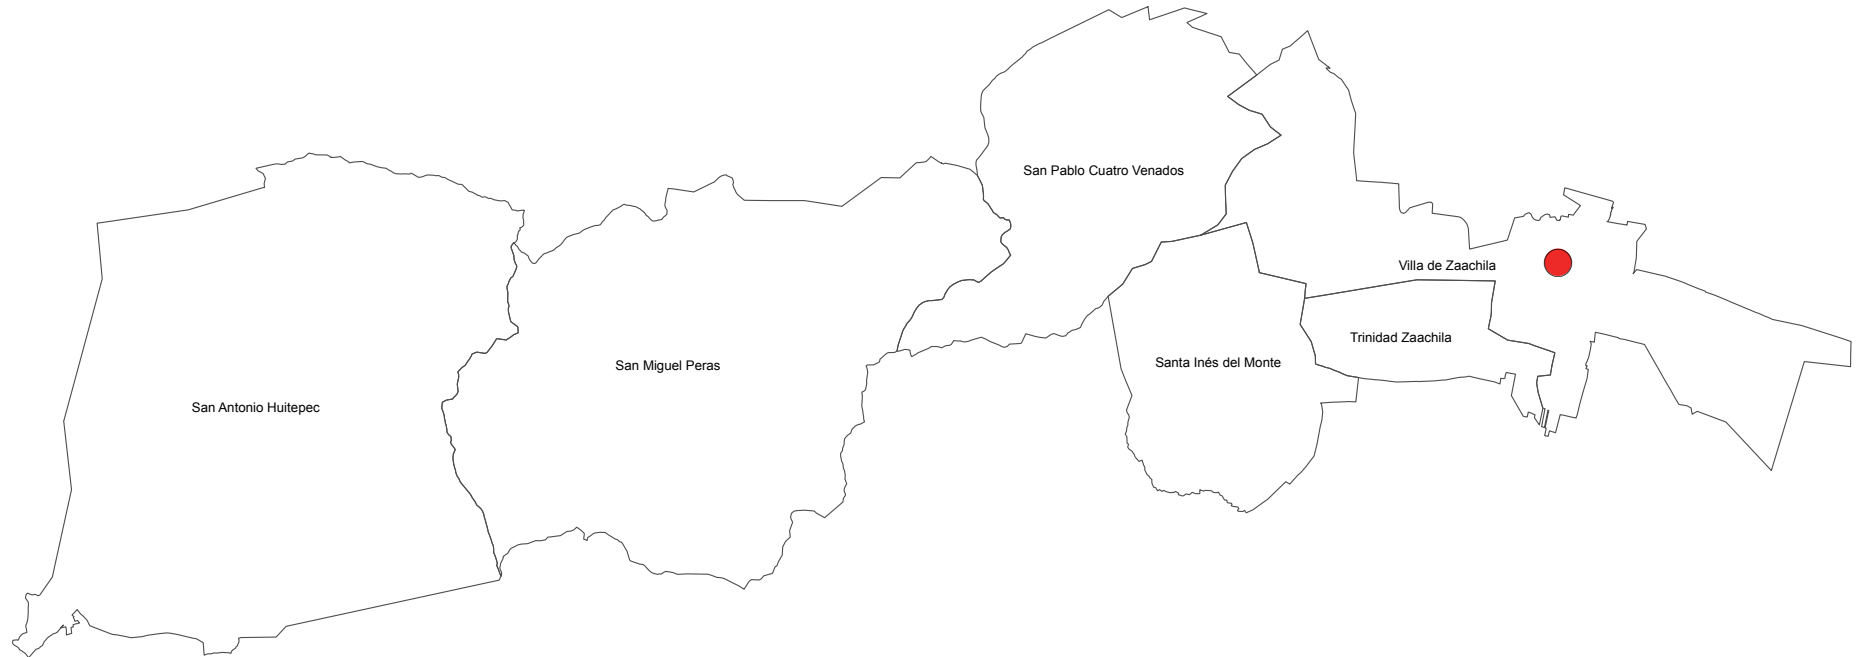 San Pablo Cuatro Venados
Villa de Zaachila
Trinidad Zaachila
Santa Inés del Monte
San Miguel Peras
San Antonio Huitepec